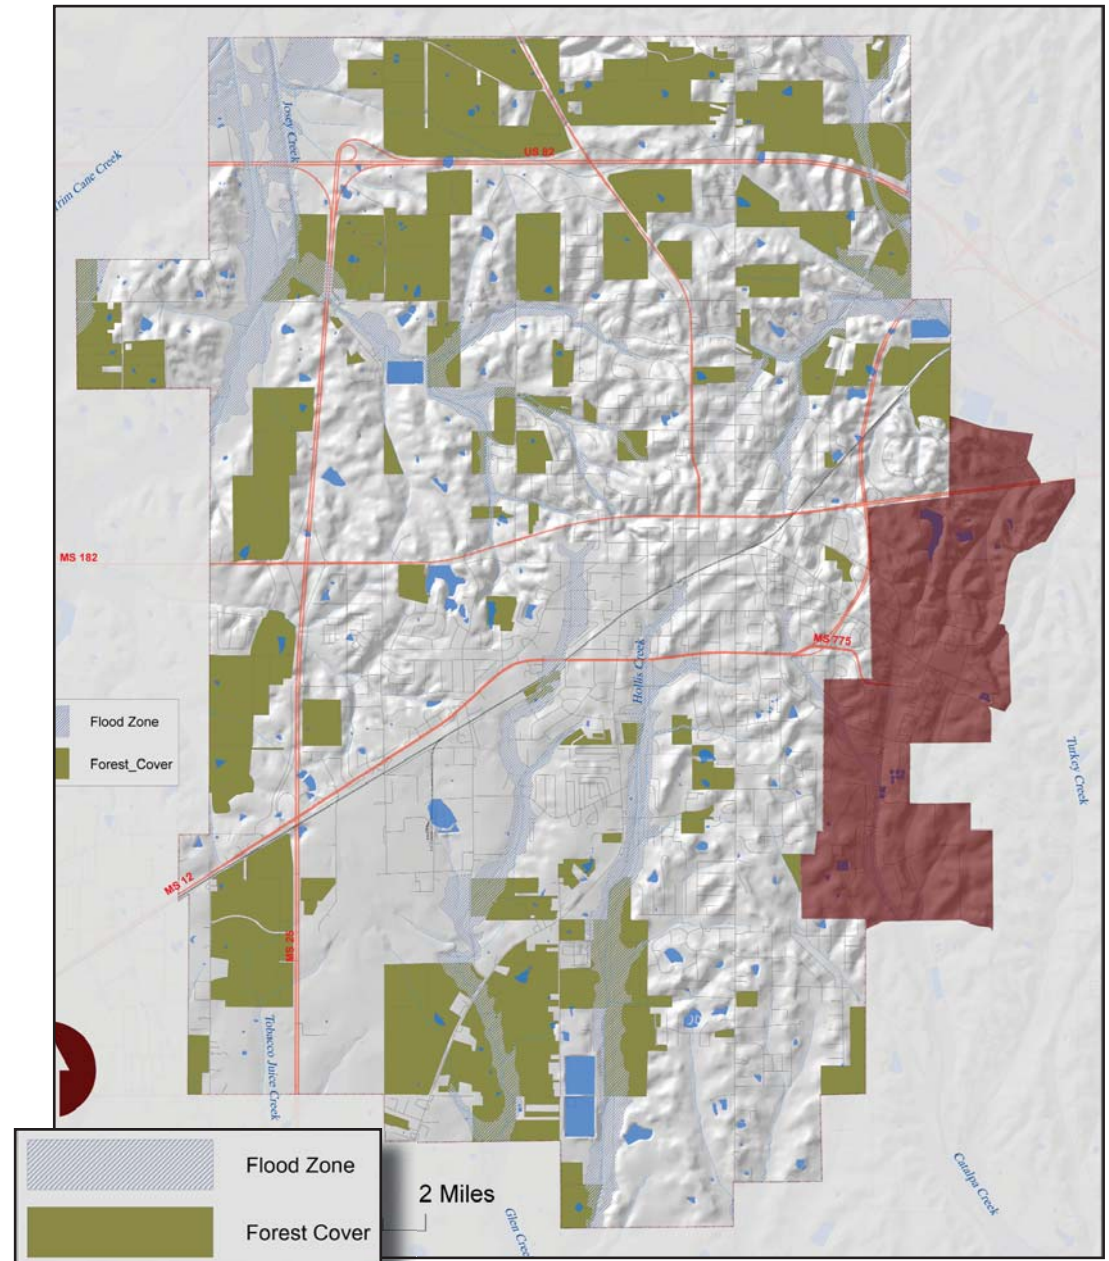 Josey Creek
US 82
Trim Cane Creek
MS 182
MS 775
Hollis Creek
Flood Zone
Forest_Cover
Turkey Creek
MS 12
MS 25
Tobacco Juice Creek
Catalpa Creek
Flood Zone
2 Miles
Forest Cover
Glen Cree